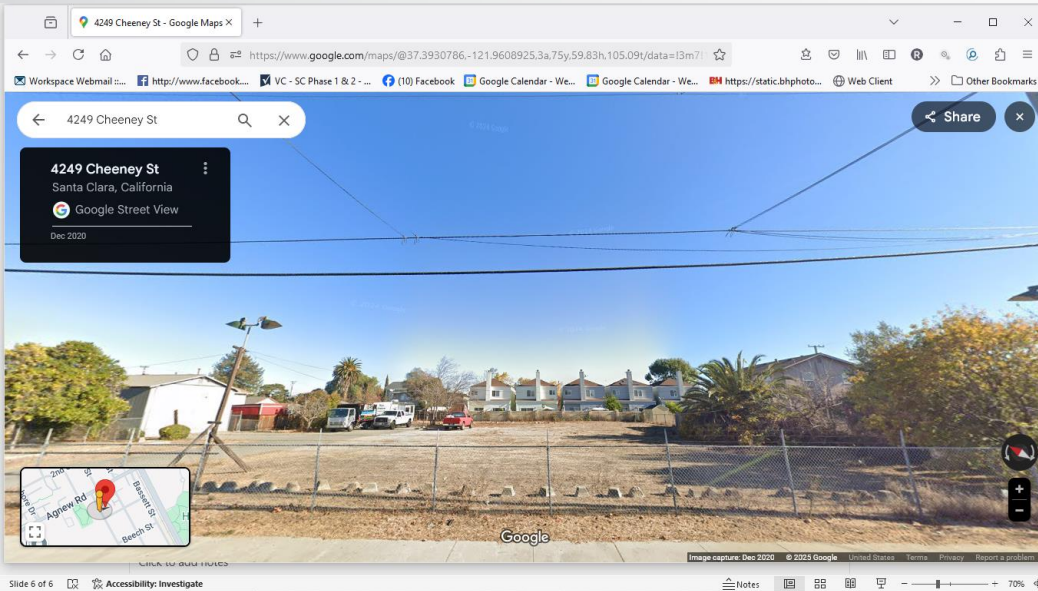 4249 Cheeney St - Google Maps
https://www.google.com/maps/@37.3930786,-121.9608925,3a,75y,59.83h,105.09t/data=!3m7!
Workspace Webmail ::...
http://www.facebook....
VC - SC Phase 1 & 2 - ...
(10) Facebook
Google Calendar - We...
Google Calendar - We...
BH https://static.bhphoto...
Web Client
Other Bookmarks
4249 Cheeney St
Share
4249 Cheeney St
Santa Clara, California
Google Street View
Dec 2020
2nd St
Agnew Rd
Bassett St
Beech St
Google
Image capture: Dec 2020 © 2025 Google United States Terms Privacy Report a problem
Click to add notes
Slide 6 of 6
Accessibility: Investigate
Notes
70%